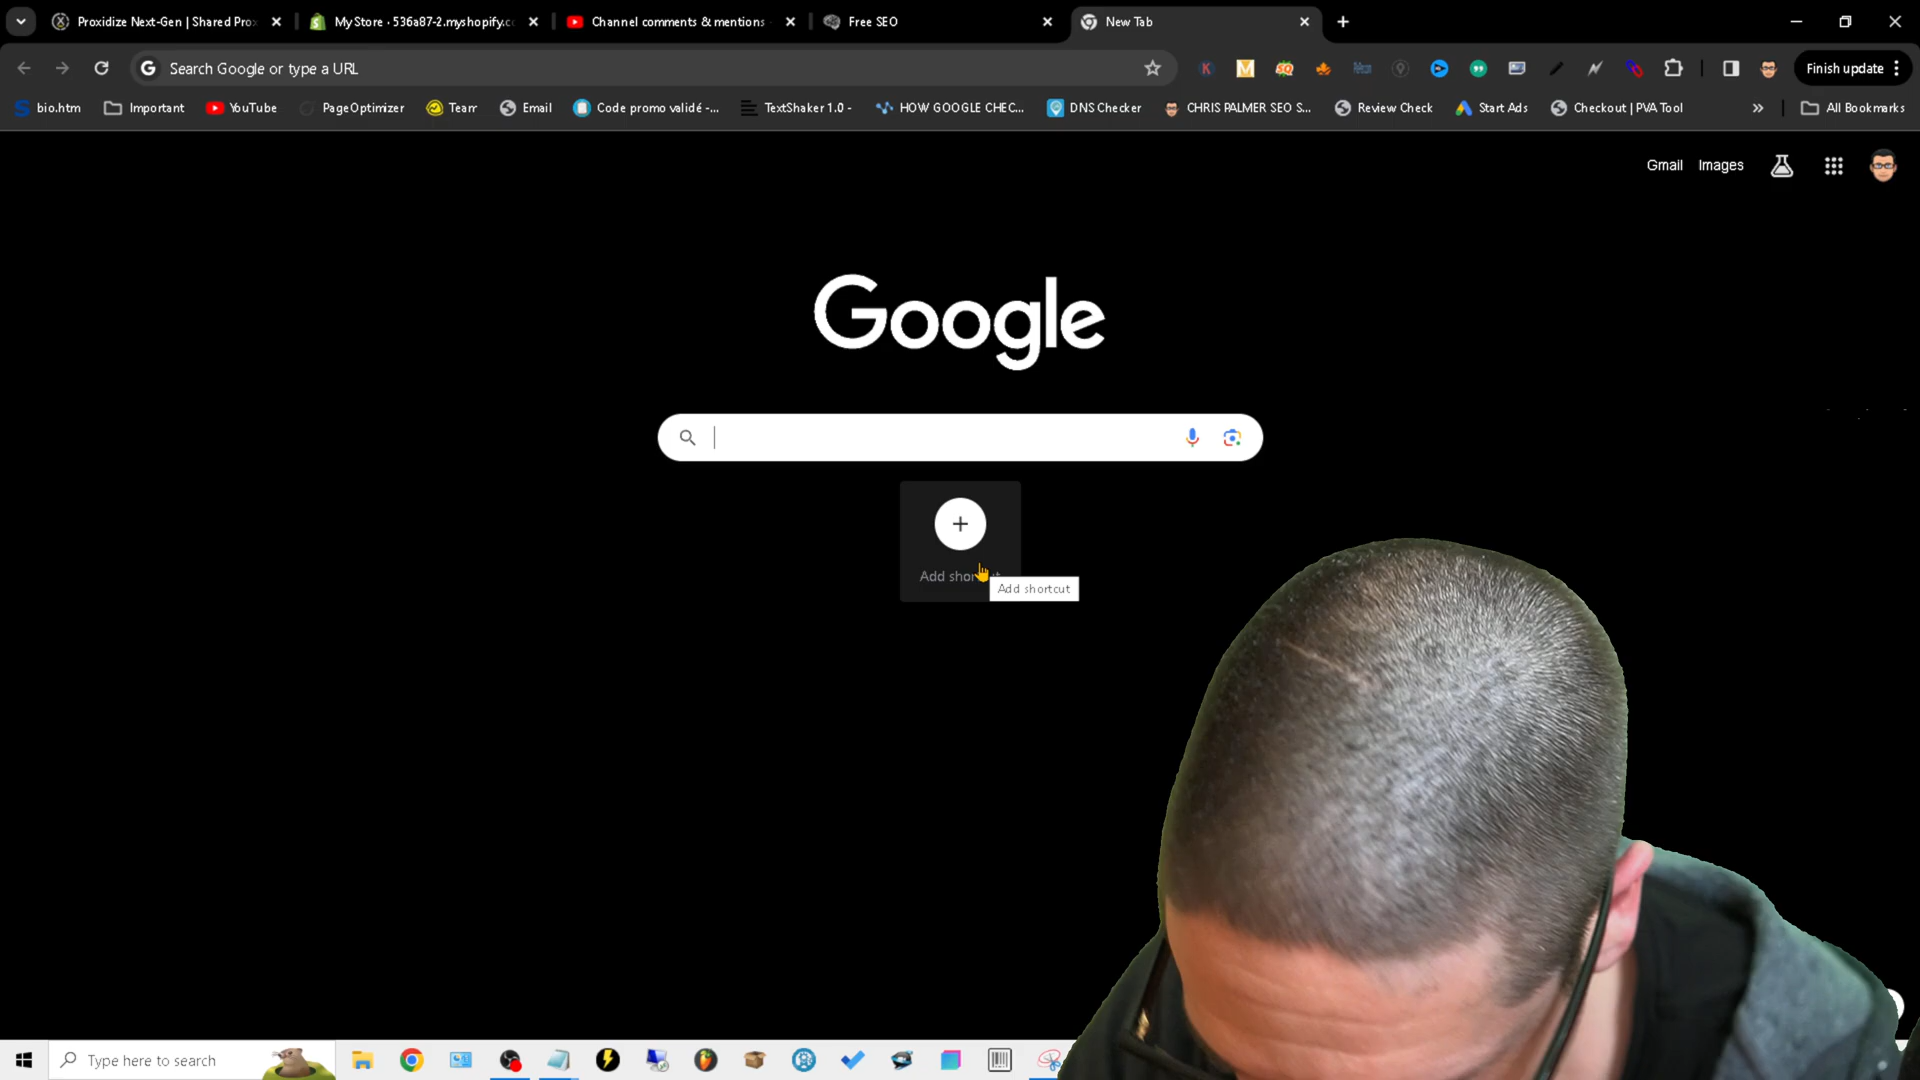 Proxidize Next-Gen | Shared Prox
My Store · 536a87-2.myshopify.c
Channel comments & mentions
Free SEO
New Tab
Search Google or type a URL
Finish update
bio.htm
Important
YouTube
PageOptimizer
Team
Email
Code promo validé -...
TextShaker 1.0 -
HOW GOOGLE CHEC...
DNS Checker
CHRIS PALMER SEO S...
Review Check
Start Ads
Checkout | PVA Tool
All Bookmarks
Gmail
Images
Google
Add shor
Add shortcut
Type here to search